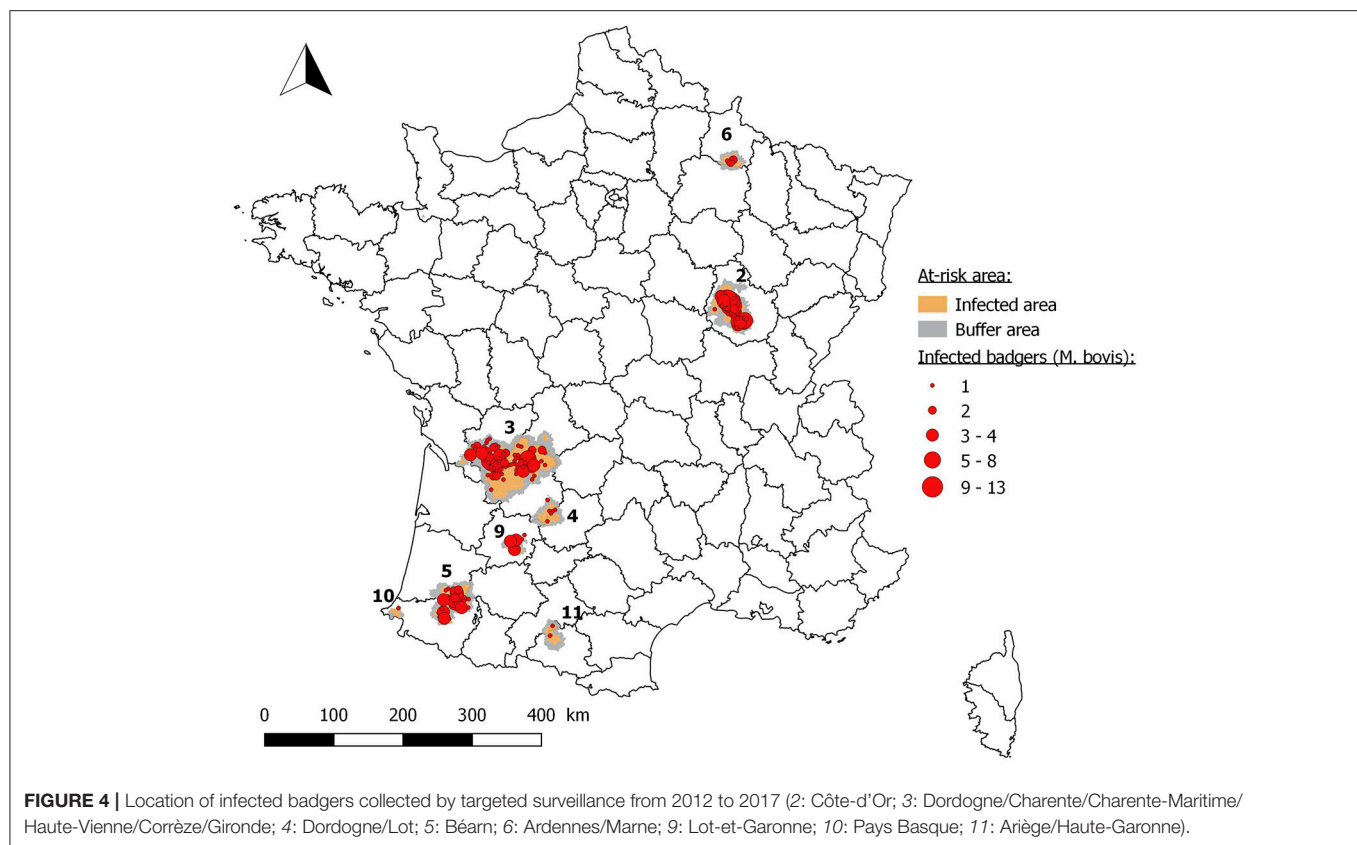 6
2
At-risk area:
Infected area
Buffer area
Infected badgers (M. bovis):
1
2
3 - 4
5 - 8
9 - 13
3
4
9
5
10
11
0 100 200 300 400 km
FIGURE 4 | Location of infected badgers collected by targeted surveillance from 2012 to 2017 (2: Côte-d'Or; 3: Dordogne/Charente/Charente-Maritime/
Haute-Vienne/Corrèze/Gironde; 4: Dordogne/Lot; 5: Béarn; 6: Ardennes/Marne; 9: Lot-et-Garonne; 10: Pays Basque; 11: Ariège/Haute-Garonne).